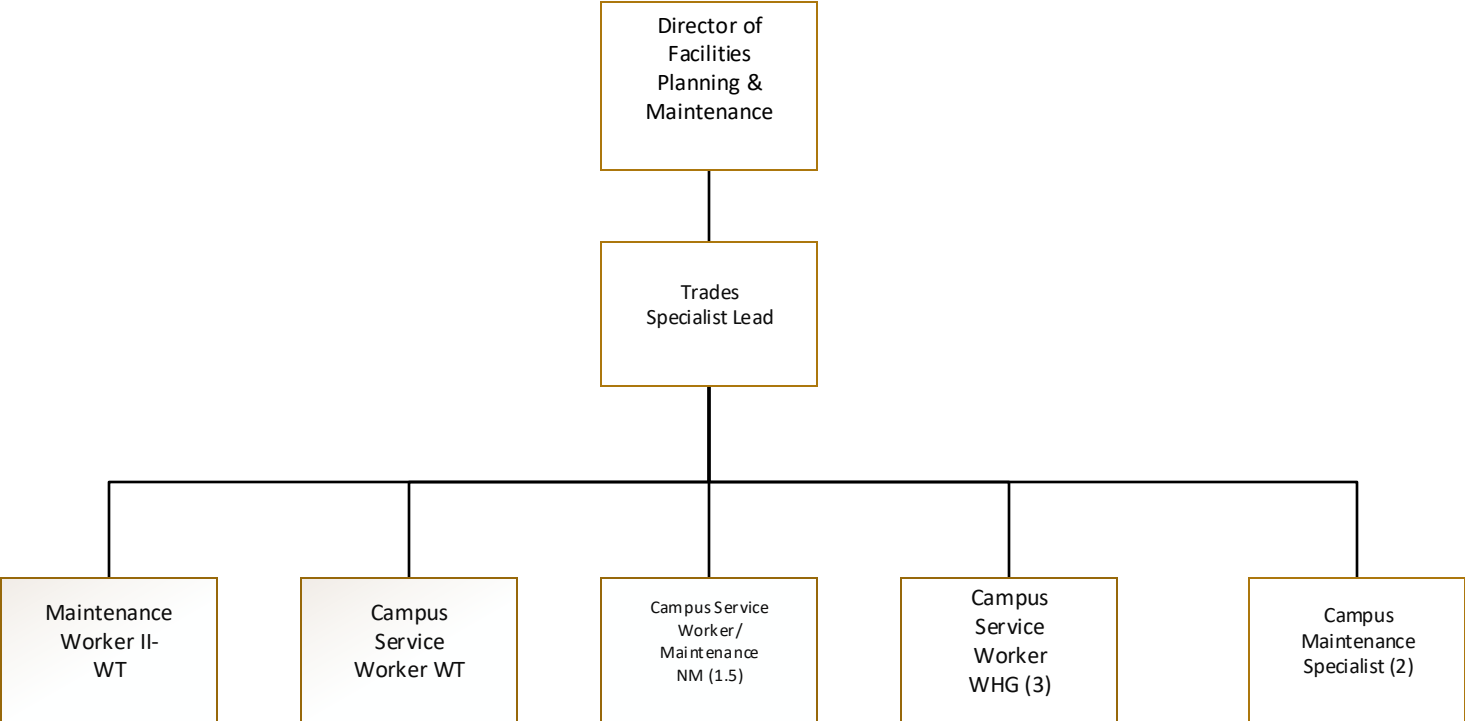 Director of
Facilities
Planning &
Maintenance
Trades
Specialist Lead
Maintenance
Worker II-
WT
Campus
Service
Worker WT
Campus Service
Worker/
Maintenance
NM (1.5)
Campus
Service
Worker
WHG (3)
Campus
Maintenance
Specialist (2)